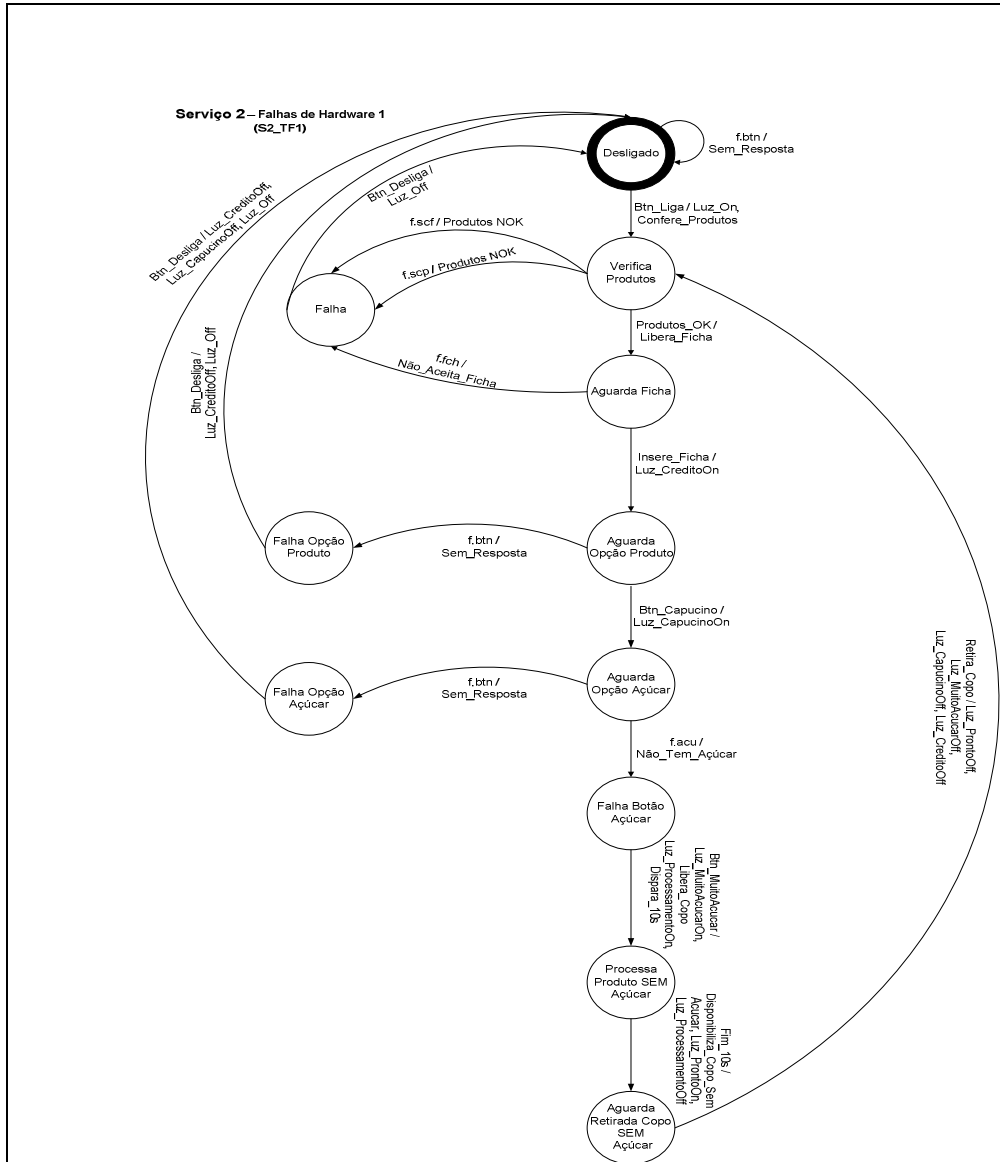 Serviço 2 – Falhas de Hardware 1
(S2_TF1)
Desligado
f.btn /
Sem_Resposta
Btn_Desliga /
Luz_Off
Btn_Liga / Luz_On,
Confere_Produtos
f.scf / Produtos NOK
f.scp / Produtos NOK
Verifica
Produtos
Falha
Btn_Desliga / Luz_CreditoOff,
Luz_CapucinoOff, Luz_Off
Produtos_OK /
Libera_Ficha
f.fch /
Não_Aceita_Ficha
Aguarda Ficha
Btn_Desliga /
Luz_CreditoOff, Luz_Off
Insere_Ficha /
Luz_CreditoOn
Falha Opção
Produto
f.btn /
Sem_Resposta
Aguarda
Opção Produto
Btn_Capucino /
Luz_CapucinoOn
Falha Opção
Açúcar
f.btn /
Sem_Resposta
Aguarda
Opção Açúcar
Retira_Copo / Luz_ProntoOff,
Luz_MuitoAcucarOff,
Luz_CapucinoOff, Luz_CreditoOff
f.acu /
Não_Tem_Açúcar
Falha Botão
Açúcar
Btn_MuitoAcucar /
Luz_MuitoAcucarOn,
Libera_Copo
Luz_ProcessamentoOn,
Dispara_10s
Processa
Produto SEM
Açúcar
Fim_10s /
Disponibiliza_Copo_Sem
Acucar, Luz_ProntoOn,
Luz_ProcessamentoOff
Aguarda
Retirada Copo
SEM
Açúcar